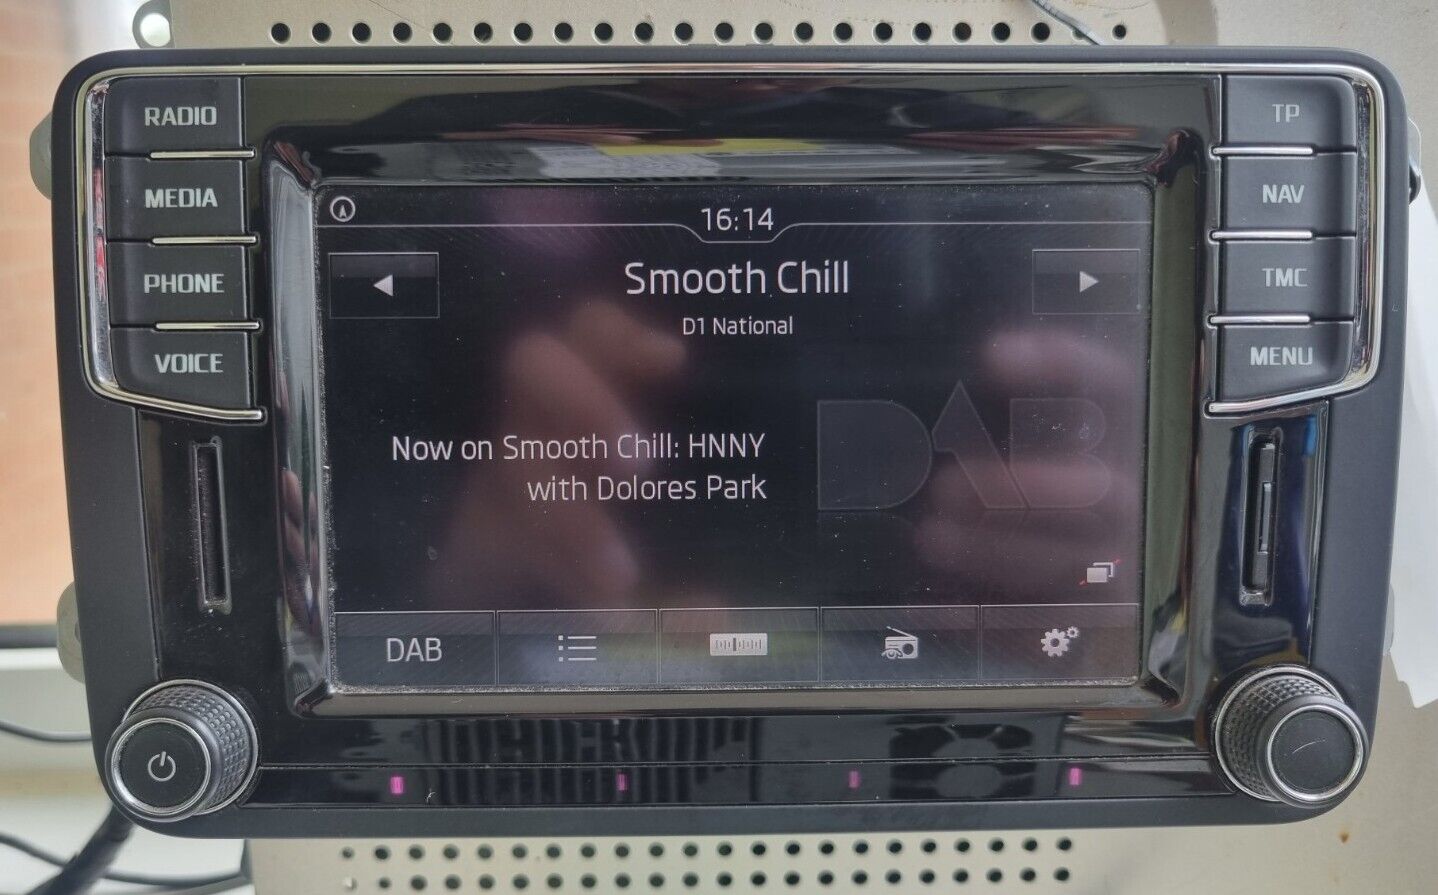 RADIO
MEDIA
PHONE
VOICE
TP
NAV
TMC
MENU
16:14
Smooth Chill
D1 National
Now on Smooth Chill: HNNY
with Dolores Park
DAB
DAB